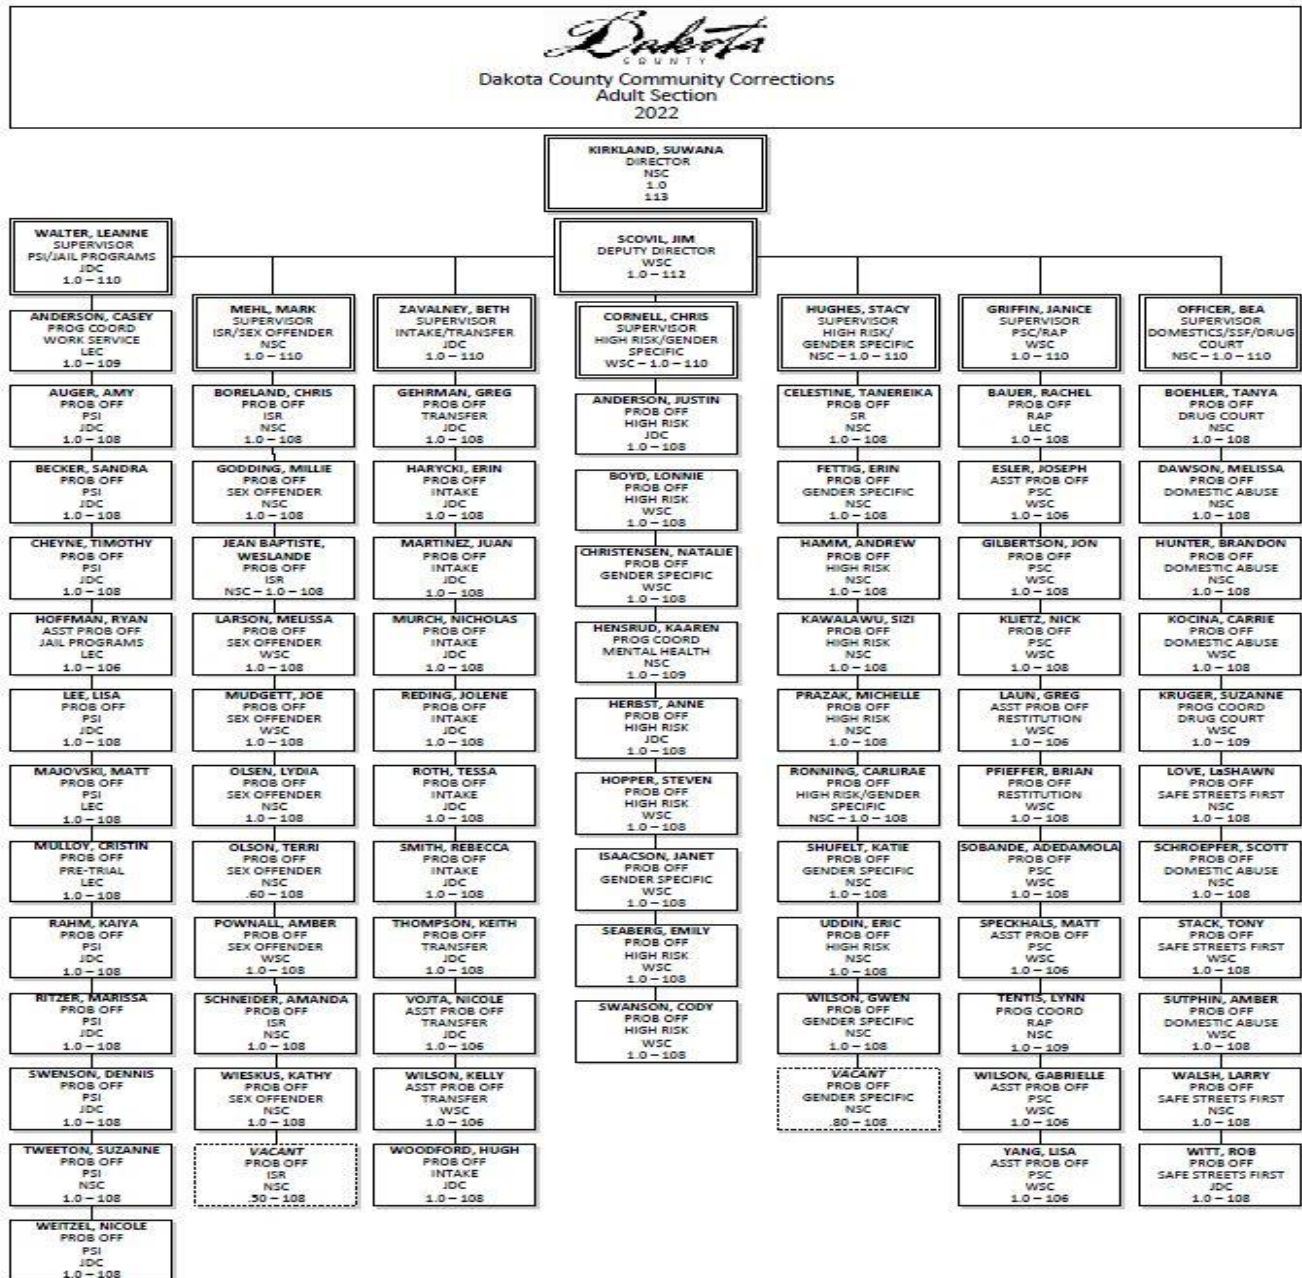 Dakota
COUNTY
Dakota County Community Corrections
Adult Section
2022
KIRKLAND, SUWANA
DIRECTOR
NSC
1.0
113
SCOVIL, JIM
DEPUTY DIRECTOR
WSC
1.0 – 112
WALTER, LEANNE
SUPERVISOR
PSI/JAIL PROGRAMS
JDC
1.0 – 110
ANDERSON, CASEY
PROG COORD
WORK SERVICE
LEC
1.0 – 109
AUGER, AMY
PROB OFF
PSI
JDC
1.0 – 108
BECKER, SANDRA
PROB OFF
PSI
JDC
1.0 – 108
CHEYNE, TIMOTHY
PROB OFF
PSI
JDC
1.0 – 108
HOFFMAN, RYAN
ASST PROB OFF
JAIL PROGRAMS
LEC
1.0 – 106
LEE, LISA
PROB OFF
PSI
JDC
1.0 – 108
MAJOVSKI, MATT
PROB OFF
PSI
LEC
1.0 – 108
MULLOY, CRISTIN
PROB OFF
PRE-TRIAL
LEC
1.0 – 108
RAHM, KAIYA
PROB OFF
PSI
JDC
1.0 – 108
RITZER, MARISSA
PROB OFF
PSI
JDC
1.0 – 108
SWENSON, DENNIS
PROB OFF
PSI
JDC
1.0 – 108
TWEETON, SUZANNE
PROB OFF
PSI
NSC
1.0 – 108
WEITZEL, NICOLE
PROB OFF
PSI
JDC
1.0 – 108
MEHL, MARK
SUPERVISOR
ISR/SEX OFFENDER
NSC
1.0 – 110
BORELAND, CHRIS
PROB OFF
ISR
NSC
1.0 – 108
GODDING, MILLIE
PROB OFF
SEX OFFENDER
NSC
1.0 – 108
JEAN BAPTISTE,
WESLANDE
PROB OFF
ISR
NSC – 1.0 – 108
LARSON, MELISSA
PROB OFF
SEX OFFENDER
WSC
1.0 – 108
MUDGETT, JOE
PROB OFF
SEX OFFENDER
WSC
1.0 – 108
OLSEN, LYDIA
PROB OFF
SEX OFFENDER
NSC
1.0 – 108
OLSON, TERRI
PROB OFF
SEX OFFENDER
NSC
.60 – 108
POWNALL, AMBER
PROB OFF
SEX OFFENDER
WSC
1.0 – 108
SCHNEIDER, AMANDA
PROB OFF
ISR
NSC
1.0 – 108
WIESKUS, KATHY
PROB OFF
SEX OFFENDER
NSC
1.0 – 108
VACANT
PROB OFF
ISR
NSC
.50 – 108
ZAVALNEY, BETH
SUPERVISOR
INTAKE/TRANSFER
JDC
1.0 – 110
GEHRMAN, GREG
PROB OFF
TRANSFER
JDC
1.0 – 108
HARYCKI, ERIN
PROB OFF
INTAKE
JDC
1.0 – 108
MARTINEZ, JUAN
PROB OFF
INTAKE
JDC
1.0 – 108
MURCH, NICHOLAS
PROB OFF
INTAKE
JDC
1.0 – 108
REDING, JOLENE
PROB OFF
INTAKE
JDC
1.0 – 108
ROTH, TESSA
PROB OFF
INTAKE
JDC
1.0 – 108
SMITH, REBECCA
PROB OFF
INTAKE
JDC
1.0 – 108
THOMPSON, KEITH
PROB OFF
TRANSFER
JDC
1.0 – 108
VOJTA, NICOLE
ASST PROB OFF
TRANSFER
JDC
1.0 – 106
WILSON, KELLY
ASST PROB OFF
TRANSFER
WSC
1.0 – 106
WOODFORD, HUGH
PROB OFF
INTAKE
JDC
1.0 – 108
CORNELL, CHRIS
SUPERVISOR
HIGH RISK/GENDER
SPECIFIC
WSC – 1.0 – 110
ANDERSON, JUSTIN
PROB OFF
HIGH RISK
JDC
1.0 – 108
BOYD, LONNIE
PROB OFF
HIGH RISK
WSC
1.0 – 108
CHRISTENSEN, NATALIE
PROB OFF
GENDER SPECIFIC
WSC
1.0 – 108
HENSRUD, KAAREN
PROG COORD
MENTAL HEALTH
NSC
1.0 – 109
HERBST, ANNE
PROB OFF
HIGH RISK
JDC
1.0 – 108
HOPPER, STEVEN
PROB OFF
HIGH RISK
WSC
1.0 – 108
ISAACSON, JANET
PROB OFF
GENDER SPECIFIC
WSC
1.0 – 108
SEABERG, EMILY
PROB OFF
HIGH RISK
WSC
1.0 – 108
SWANSON, CODY
PROB OFF
HIGH RISK
WSC
1.0 – 108
HUGHES, STACY
SUPERVISOR
HIGH RISK/
GENDER SPECIFIC
NSC – 1.0 – 110
CELESTINE, TANEREIKA
PROB OFF
SR
NSC
1.0 – 108
FETTIG, ERIN
PROB OFF
GENDER SPECIFIC
NSC
1.0 – 108
HAMM, ANDREW
PROB OFF
HIGH RISK
NSC
1.0 – 108
KAWALAWU, SIZI
PROB OFF
HIGH RISK
NSC
1.0 – 108
PRAZAK, MICHELLE
PROB OFF
HIGH RISK
NSC
1.0 – 108
RONNING, CARLIRAE
PROB OFF
HIGH RISK/GENDER
SPECIFIC
NSC – 1.0 – 108
SHUFELT, KATIE
PROB OFF
GENDER SPECIFIC
NSC
1.0 – 108
UDDIN, ERIC
PROB OFF
HIGH RISK
NSC
1.0 – 108
WILSON, GWEN
PROB OFF
GENDER SPECIFIC
NSC
1.0 – 108
VACANT
PROB OFF
GENDER SPECIFIC
NSC
.80 – 108
GRIFFIN, JANICE
SUPERVISOR
PSC/RAP
WSC
1.0 – 110
BAUER, RACHEL
PROB OFF
RAP
LEC
1.0 – 108
ESLER, JOSEPH
ASST PROB OFF
PSC
WSC
1.0 – 106
GILBERTSON, JON
PROB OFF
PSC
WSC
1.0 – 108
KLIETZ, NICK
PROB OFF
PSC
WSC
1.0 – 108
LAUN, GREG
ASST PROB OFF
RESTITUTION
WSC
1.0 – 106
PFIEFFER, BRIAN
PROB OFF
RESTITUTION
WSC
1.0 – 108
SOBANDE, ADEDAMOLA
PROB OFF
PSC
WSC
1.0 – 108
SPECKHALS, MATT
ASST PROB OFF
PSC
WSC
1.0 – 106
TENTIS, LYNN
PROG COORD
RAP
NSC
1.0 – 109
WILSON, GABRIELLE
ASST PROB OFF
PSC
WSC
1.0 – 106
YANG, LISA
ASST PROB OFF
PSC
WSC
1.0 – 106
OFFICER, BEA
SUPERVISOR
DOMESTICS/SSF/DRUG
COURT
NSC – 1.0 – 110
BOEHLER, TANYA
PROB OFF
DRUG COURT
NSC
1.0 – 108
DAWSON, MELISSA
PROB OFF
DOMESTIC ABUSE
NSC
1.0 – 108
HUNTER, BRANDON
PROB OFF
DOMESTIC ABUSE
NSC
1.0 – 108
KOCINA, CARRIE
PROB OFF
DOMESTIC ABUSE
WSC
1.0 – 108
KRUGER, SUZANNE
PROG COORD
DRUG COURT
WSC
1.0 – 109
LOVE, LaSHAWN
PROB OFF
SAFE STREETS FIRST
NSC
1.0 – 108
SCHROEPFER, SCOTT
PROB OFF
DOMESTIC ABUSE
NSC
1.0 – 108
STACK, TONY
PROB OFF
SAFE STREETS FIRST
WSC
1.0 – 108
SUTPHIN, AMBER
PROB OFF
DOMESTIC ABUSE
WSC
1.0 – 108
WALSH, LARRY
PROB OFF
SAFE STREETS FIRST
NSC
1.0 – 108
WITT, ROB
PROB OFF
SAFE STREETS FIRST
JDC
1.0 – 108